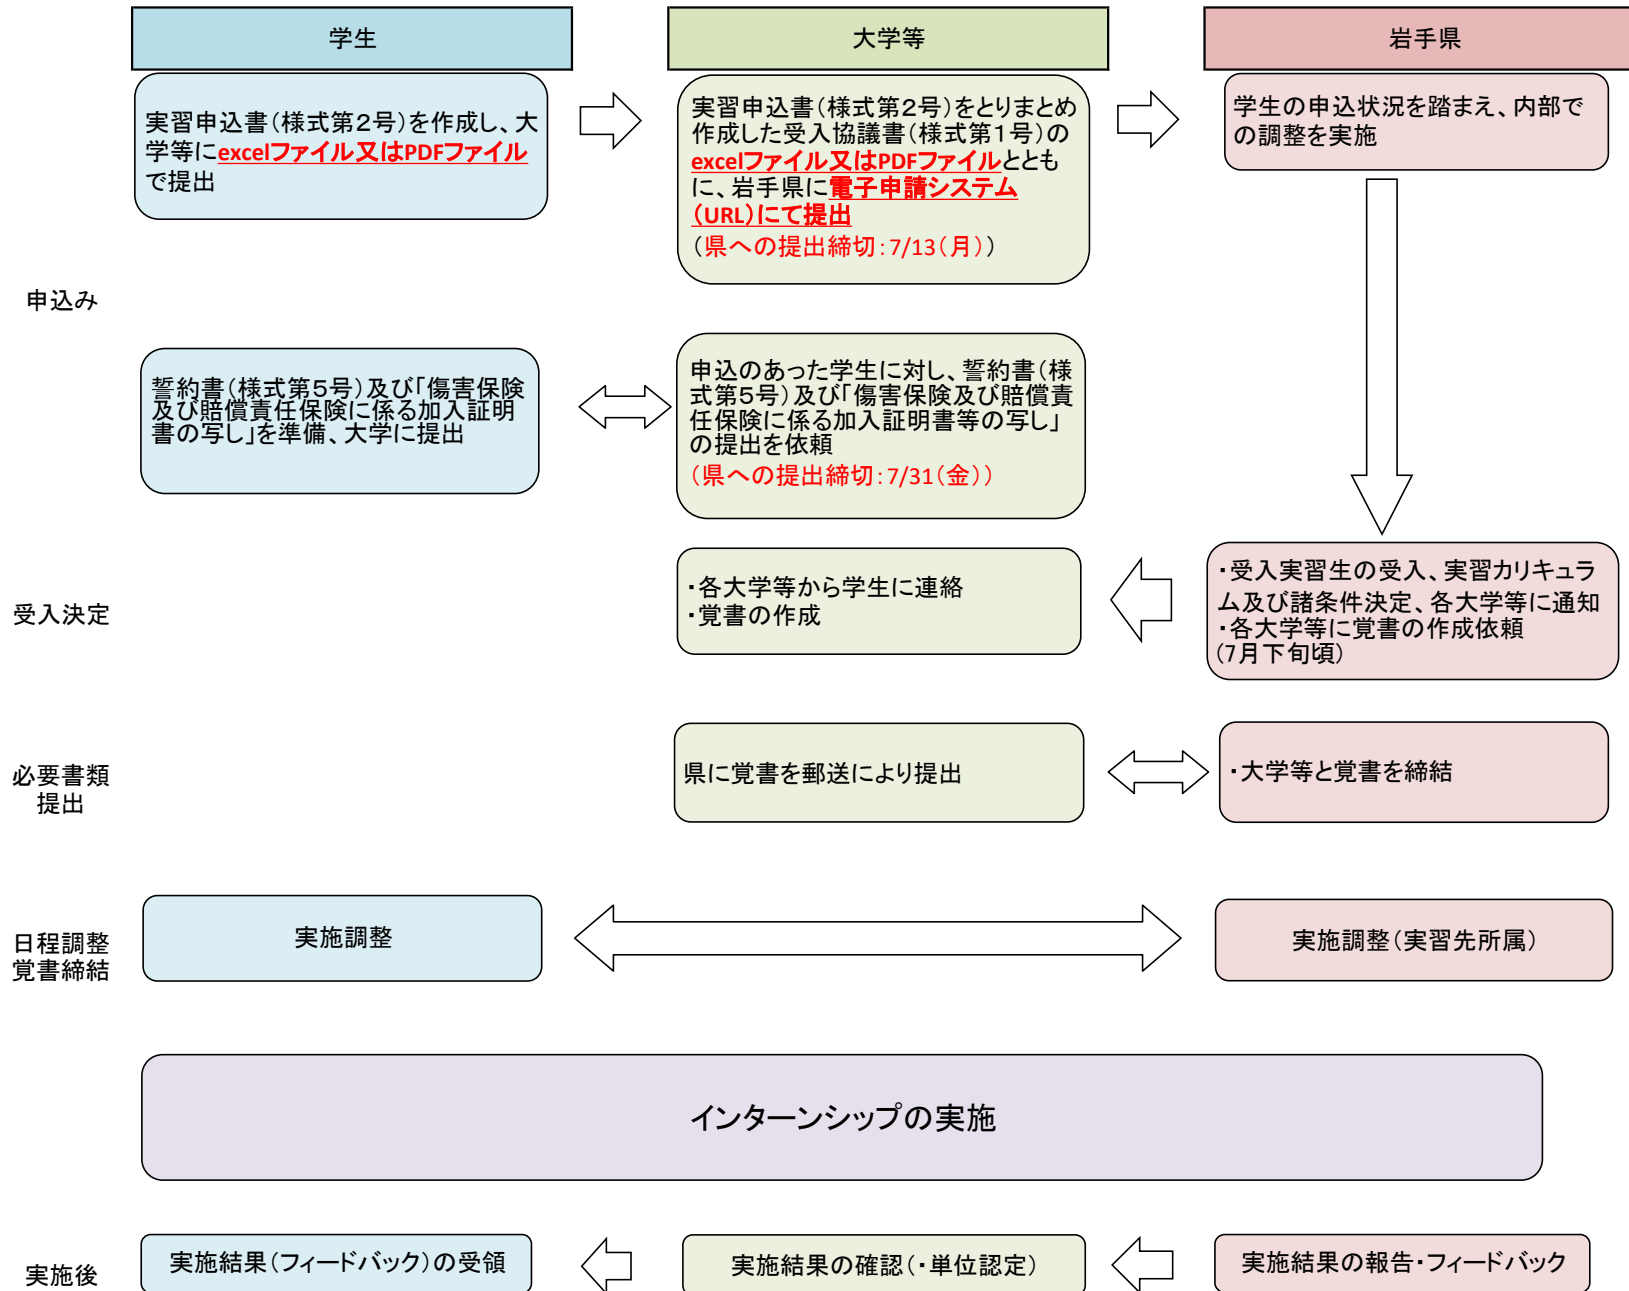 学生
大学等
岩手県
実習申込書(様式第2号)を作成し、大
学等にexcelファイル又はPDFファイル
で提出
実習申込書(様式第2号)をとりまとめ
作成した受入協議書(様式第1号)の
excelファイル又はPDFファイルととも
に、岩手県に電子申請システム
(URL)にて提出
(県への提出締切:7/13(月))
学生の申込状況を踏まえ、内部で
の調整を実施
申込み
誓約書(様式第5号)及び「傷害保険
及び賠償責任保険に係る加入証明
書の写し」を準備、大学に提出
申込のあった学生に対し、誓約書(様
式第5号)及び「傷害保険及び賠償責
任保険に係る加入証明書等の写し」
の提出を依頼
(県への提出締切:7/31(金))
受入決定
・各大学等から学生に連絡
・覚書の作成
・受入実習生の受入、実習カリキュラ
ム及び諸条件決定、各大学等に通知
・各大学等に覚書の作成依頼
(7月下旬頃)
必要書類
提出
県に覚書を郵送により提出
・大学等と覚書を締結
日程調整
覚書締結
実施調整
実施調整(実習先所属)
インターンシップの実施
実施後
実施結果(フィードバック)の受領
実施結果の確認(・単位認定)
実施結果の報告・フィードバック